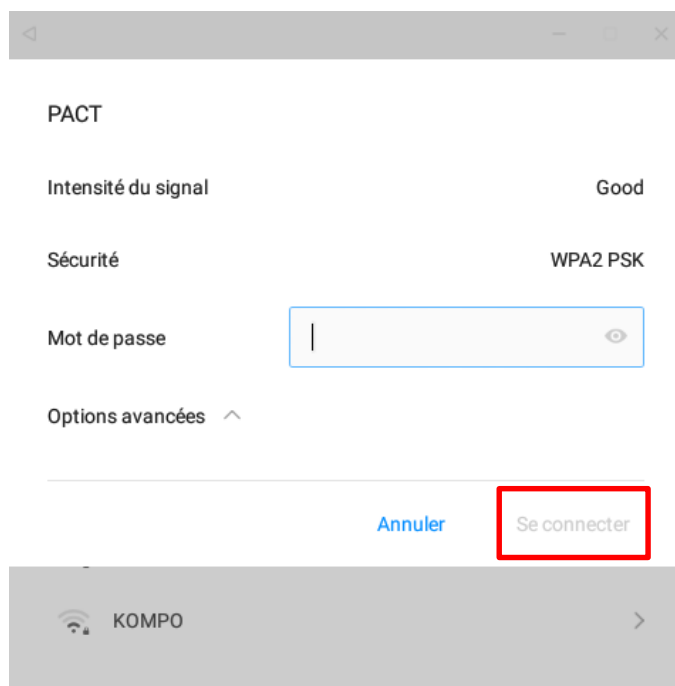 PACT
Intensité du signal Good
Sécurité WPA2 PSK
Mot de passe
Options avancées
Annuler Se connecter
KOMPO